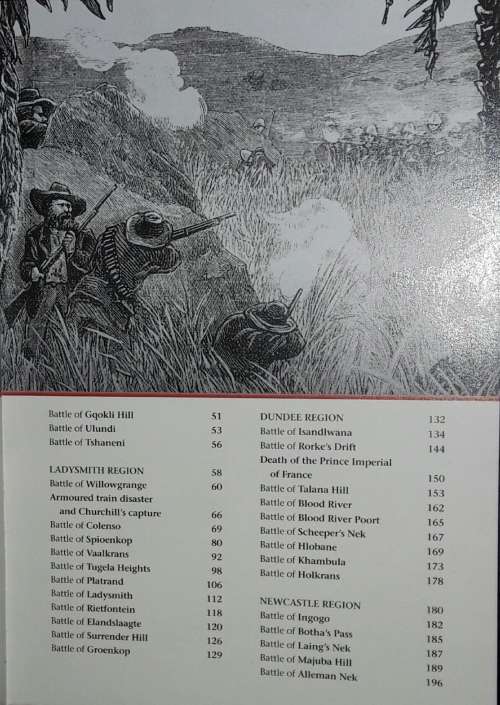 Battle of Gqokli Hill 51
Battle of Ulundi 53
Battle of Tshaneni 56
LADYSMITH REGION 58
Battle of Willowgrange 60
Armoured train disaster
and Churchill's capture 66
Battle of Colenso 69
Battle of Spioenkop 80
Battle of Vaalkrans 92
Battle of Tugela Heights 98
Battle of Platrand 106
Battle of Ladysmith 112
Battle of Rietfontein 118
Battle of Elandslaagte 120
Battle of Surrender Hill 126
Battle of Groenkop 129
DUNDEE REGION 132
Battle of Isandlwana 134
Battle of Rorke's Drift 144
Death of the Prince Imperial
of France 150
Battle of Talana Hill 153
Battle of Blood River 162
Battle of Blood River Poort 165
Battle of Scheeper's Nek 167
Battle of Hlobane 169
Battle of Khambula 173
Battle of Holkrans 178
NEWCASTLE REGION 180
Battle of Ingogo 182
Battle of Botha's Pass 185
Battle of Laing's Nek 187
Battle of Majuba Hill 189
Battle of Alleman Nek 196